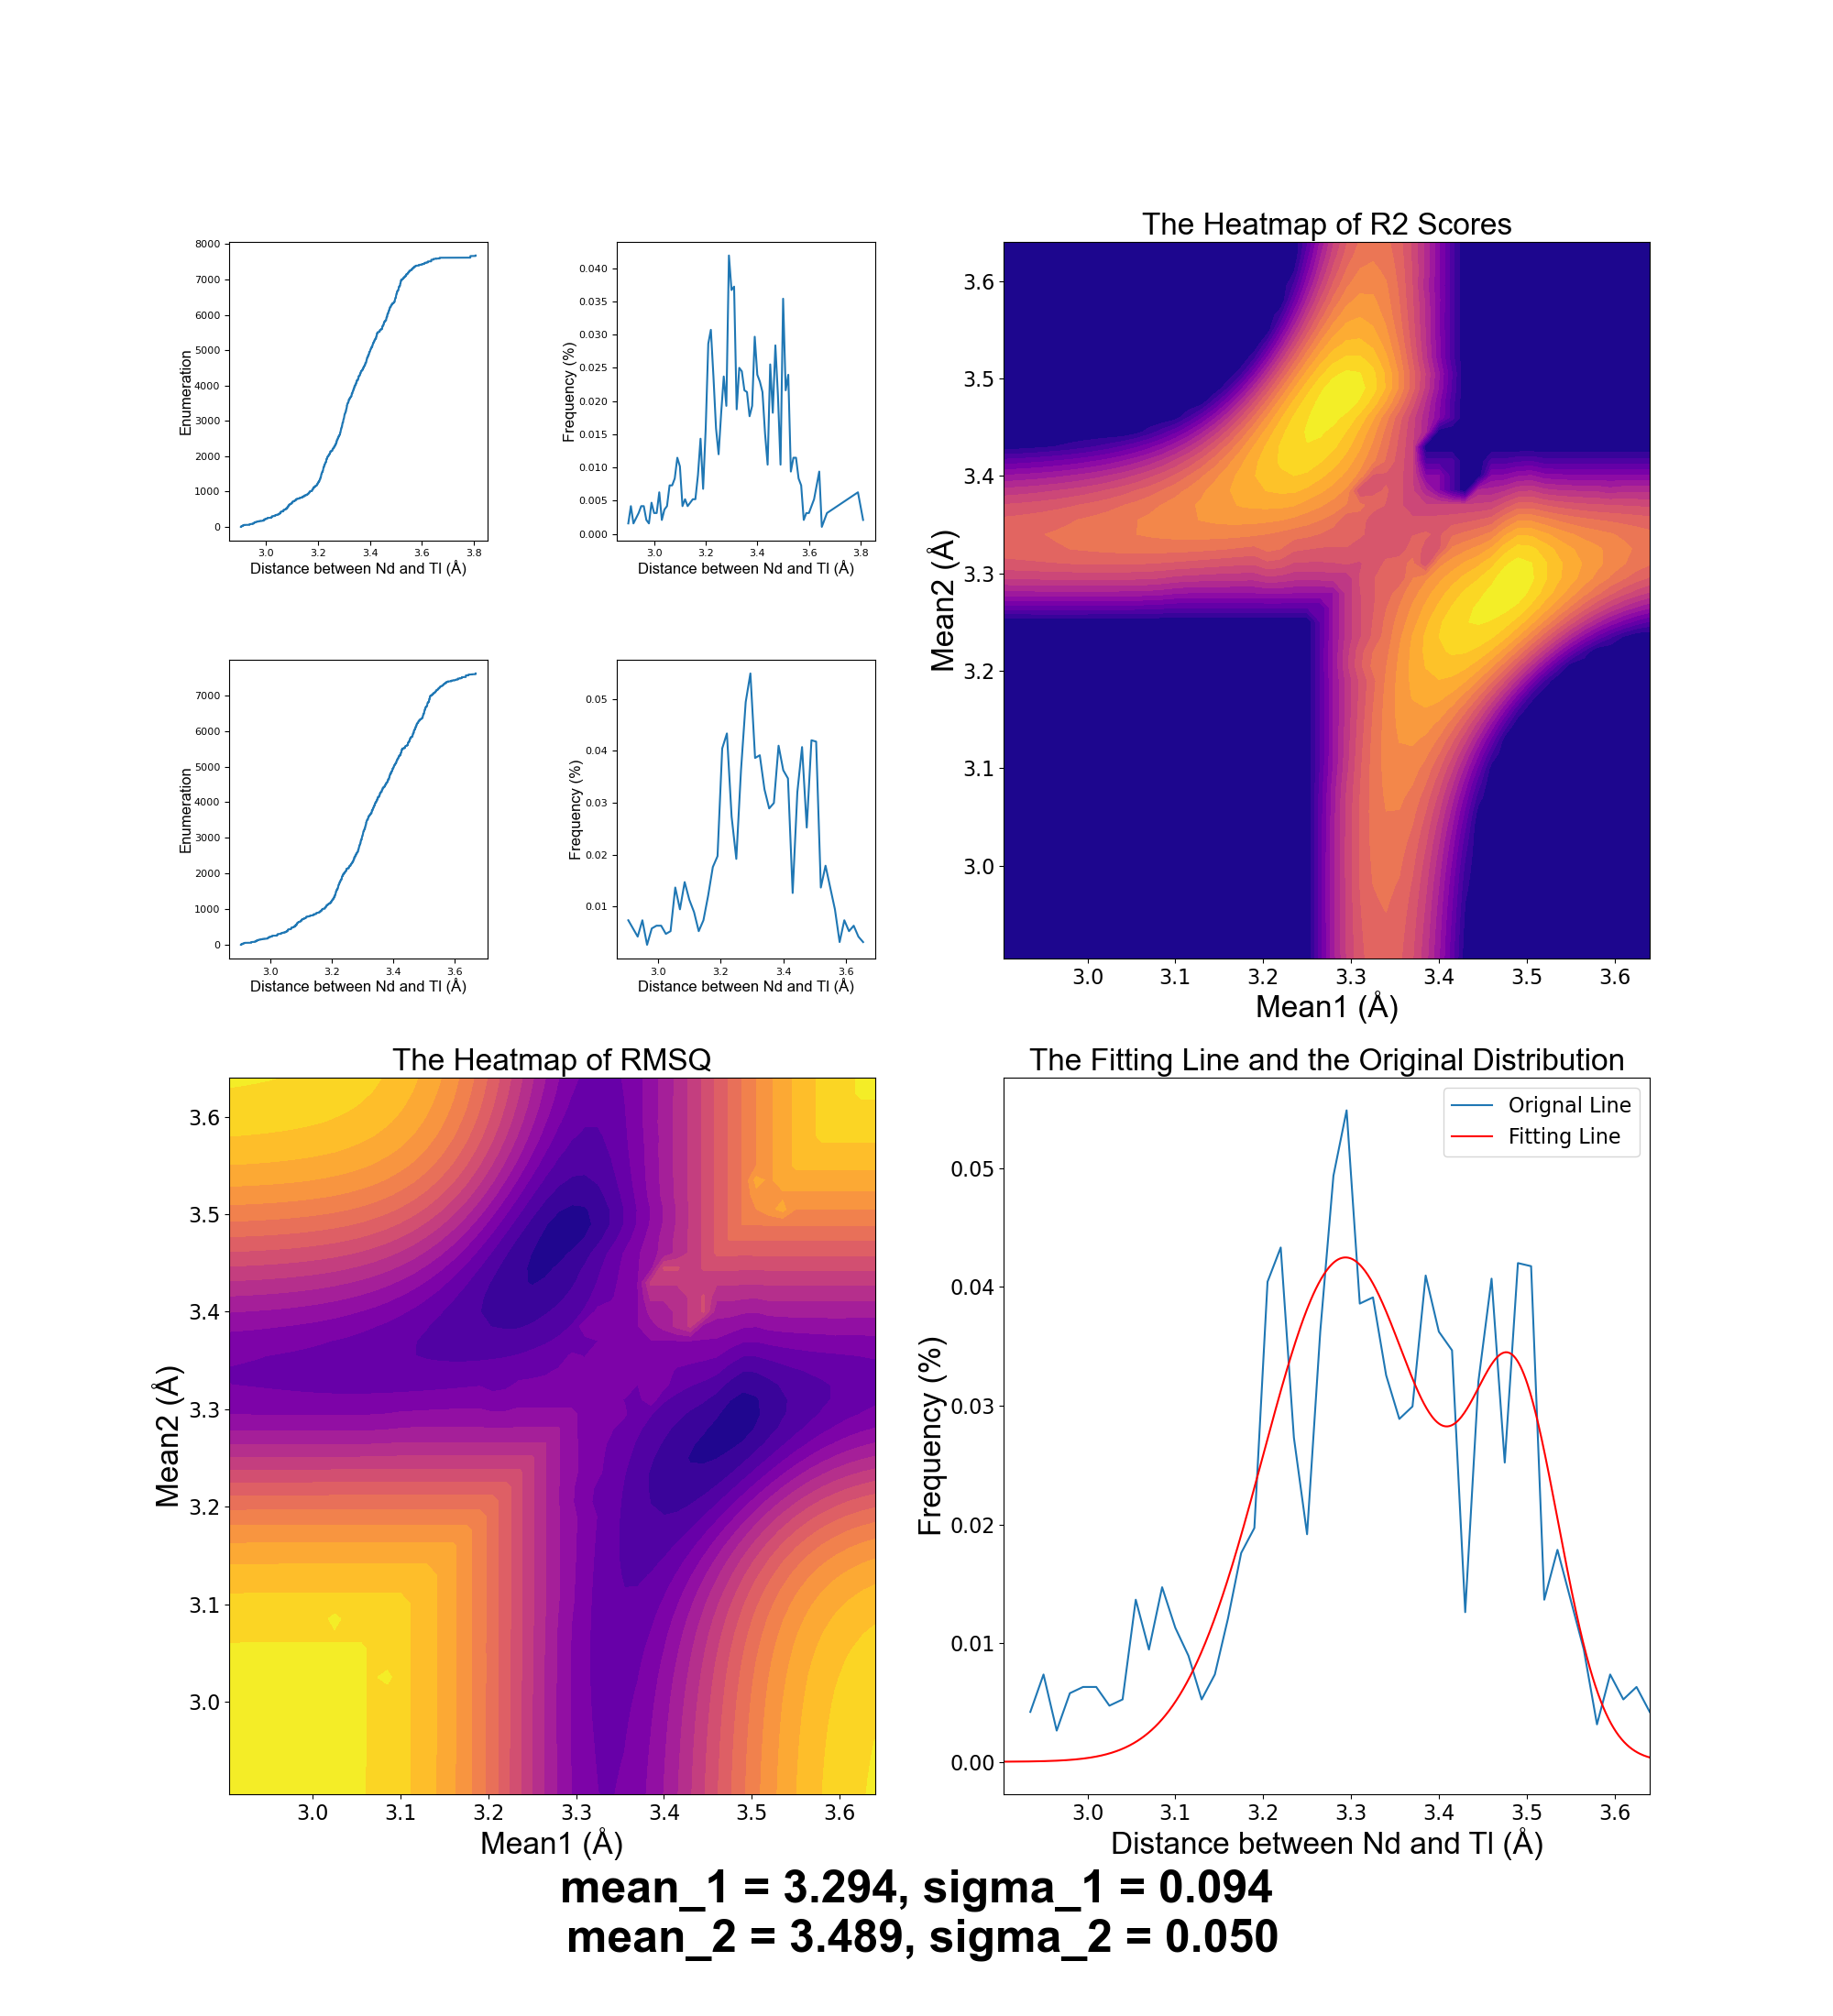 The Heatmap of R2 Scores
8000
7000
6000
5000
4000
3000
2000
1000
0
Enumeration
3.0 3.2 3.4 3.6 3.8
Distance between Nd and Tl (Å)
0.040
0.035
0.030
0.025
0.020
0.015
0.010
0.005
0.000
Frequency (%)
3.0 3.2 3.4 3.6 3.8
Distance between Nd and Tl (Å)
7000
6000
5000
4000
3000
2000
1000
0
Enumeration
3.0 3.2 3.4 3.6
Distance between Nd and Tl (Å)
0.05
0.04
0.03
0.02
0.01
Frequency (%)
3.0 3.2 3.4 3.6
Distance between Nd and Tl (Å)
3.6
3.5
3.4
3.3
3.2
3.1
3.0
Mean2 (Å)
3.0 3.1 3.2 3.3 3.4 3.5 3.6
Mean1 (Å)
The Heatmap of RMSQ
3.6
3.5
3.4
3.3
3.2
3.1
3.0
Mean2 (Å)
3.0 3.1 3.2 3.3 3.4 3.5 3.6
Mean1 (Å)
The Fitting Line and the Original Distribution
Orignal Line
Fitting Line
0.05
0.04
0.03
0.02
0.01
0.00
Frequency (%)
3.0 3.1 3.2 3.3 3.4 3.5 3.6
Distance between Nd and Tl (Å)
mean_1 = 3.294, sigma_1 = 0.094
mean_2 = 3.489, sigma_2 = 0.050